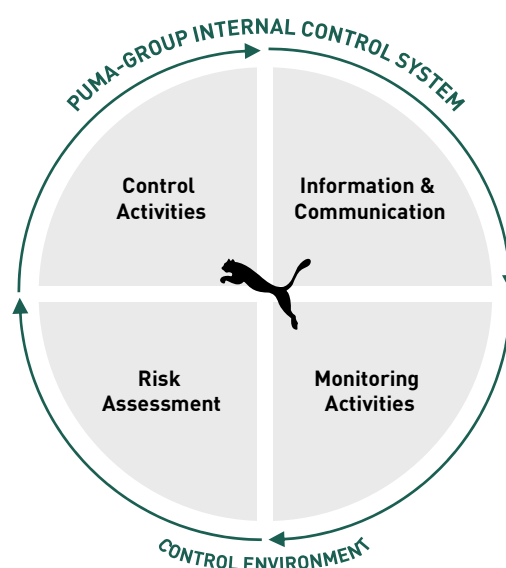 PUMA-GROUP INTERNAL CONTROL SYSTEM
Control
Activities
Information &
Communication
Risk
Assessment
Monitoring
Activities
CONTROL ENVIRONMENT